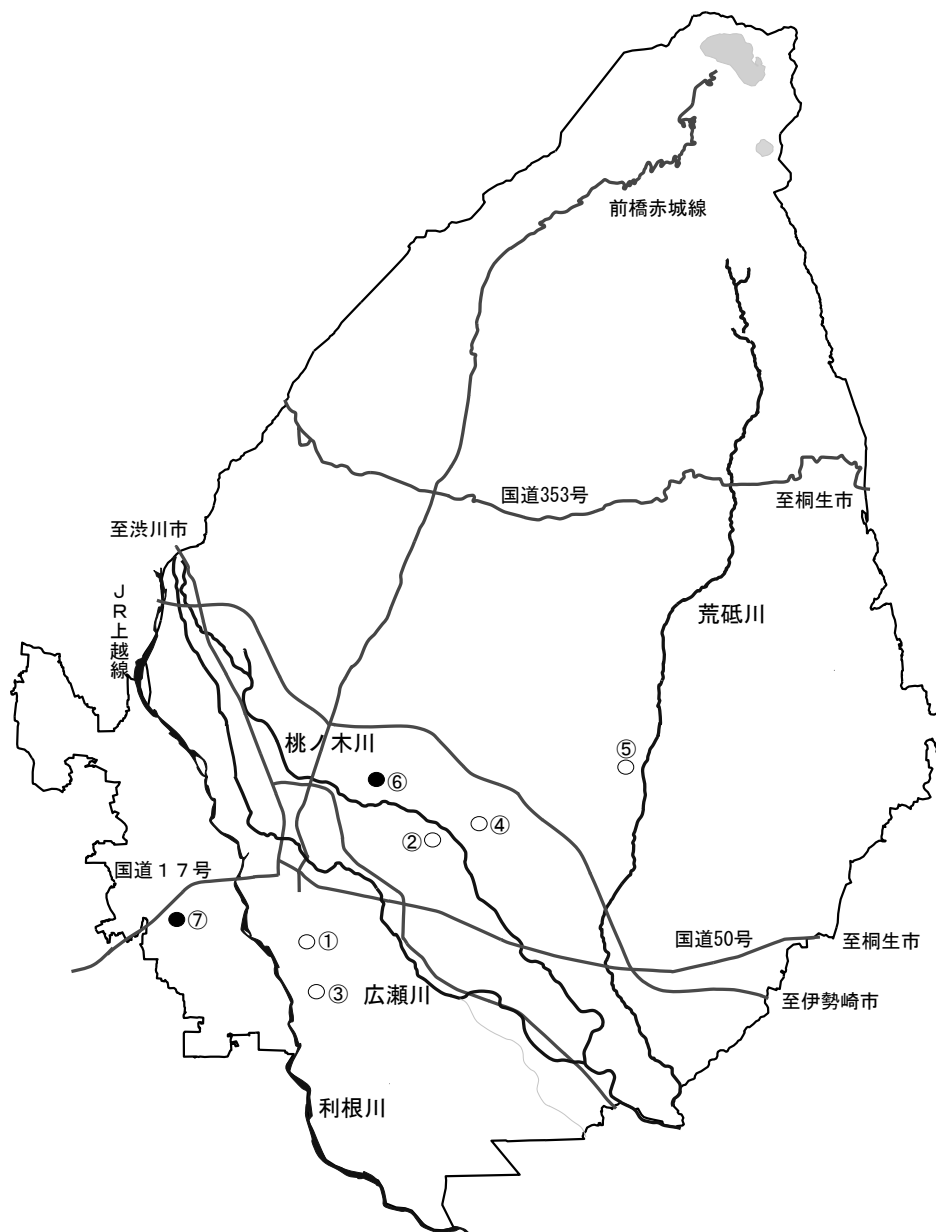 前橋赤城線
国道353号
至桐生市
至渋川市
JR上越線
荒砥川
桃ノ木川
⑤
⑥
②
④
国道１７号
⑦
①
国道50号
至桐生市
③
広瀬川
至伊勢崎市
利根川